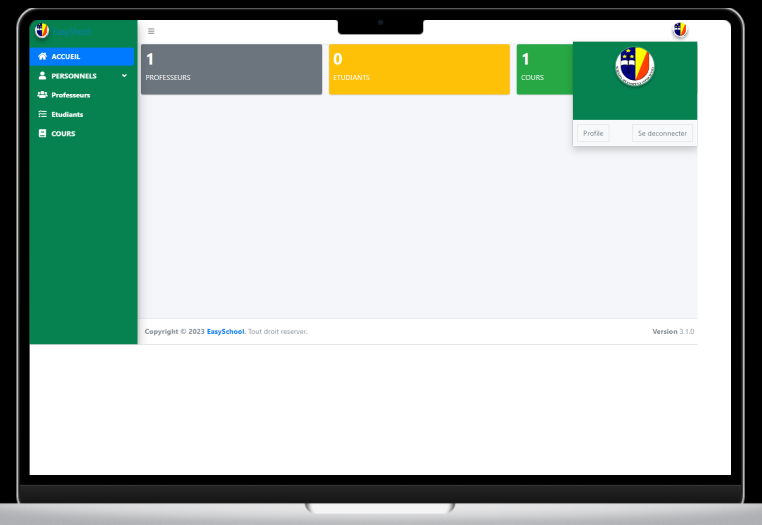 EasyShool
ACCUEIL
PERSONNELS
Professeurs
Etudiants
COURS
1
PROFESSEURS
0
ETUDIANTS
1
COURS
Profile
Se deconnecter
Copyright © 2023 EasySchool. Tout droit reserver.
Version 3.1.0